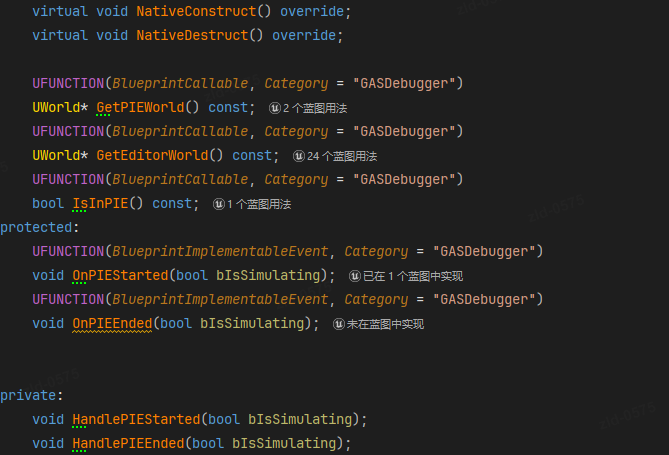 virtual void NativeConstruct() override;
virtual void NativeDestruct() override;
UFUNCTION(BlueprintCallable, Category = "GASDebugger")
UWorld* GetPIEWorld() const; 2 个蓝图用法
UFUNCTION(BlueprintCallable, Category = "GASDebugger")
UWorld* GetEditorWorld() const; 24 个蓝图用法
UFUNCTION(BlueprintCallable, Category = "GASDebugger")
bool IsInPIE() const; 1 个蓝图用法
protected:
UFUNCTION(BlueprintImplementableEvent, Category = "GASDebugger")
void OnPIEStarted(bool bIsSimulating); 已在 1 个蓝图中实现
UFUNCTION(BlueprintImplementableEvent, Category = "GASDebugger")
void OnPIEEnded(bool bIsSimulating); 未在蓝图中实现
private:
void HandlePIEStarted(bool bIsSimulating);
void HandlePIEEnded(bool bIsSimulating);